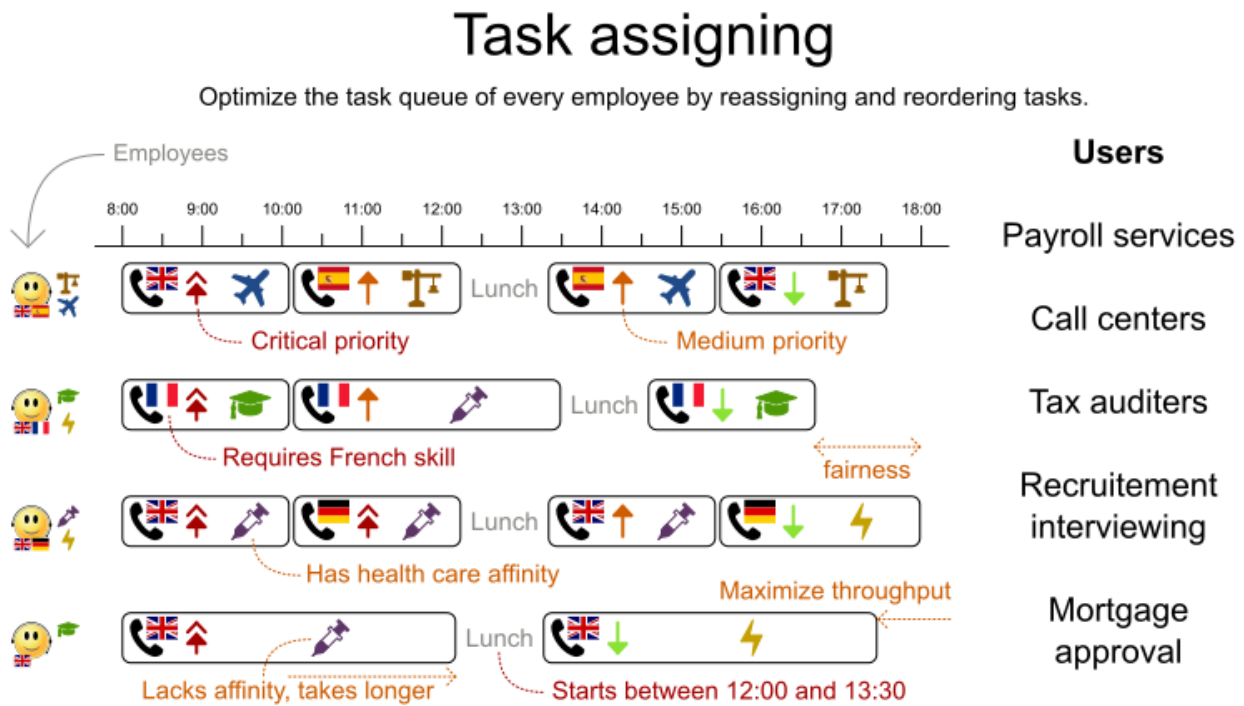 Task assigning
Optimize the task queue of every employee by reassigning and reordering tasks.
Employees
8:00 9:00 10:00 11:00 12:00 13:00 14:00 15:00 16:00 17:00 18:00
Lunch
Critical priority
Medium priority
Lunch
Requires French skill
fairness
Lunch
Has health care affinity
Maximize throughput
Lunch
Lacks affinity, takes longer
Starts between 12:00 and 13:30
Users
Payroll services
Call centers
Tax auditers
Recruitement
interviewing
Mortgage
approval